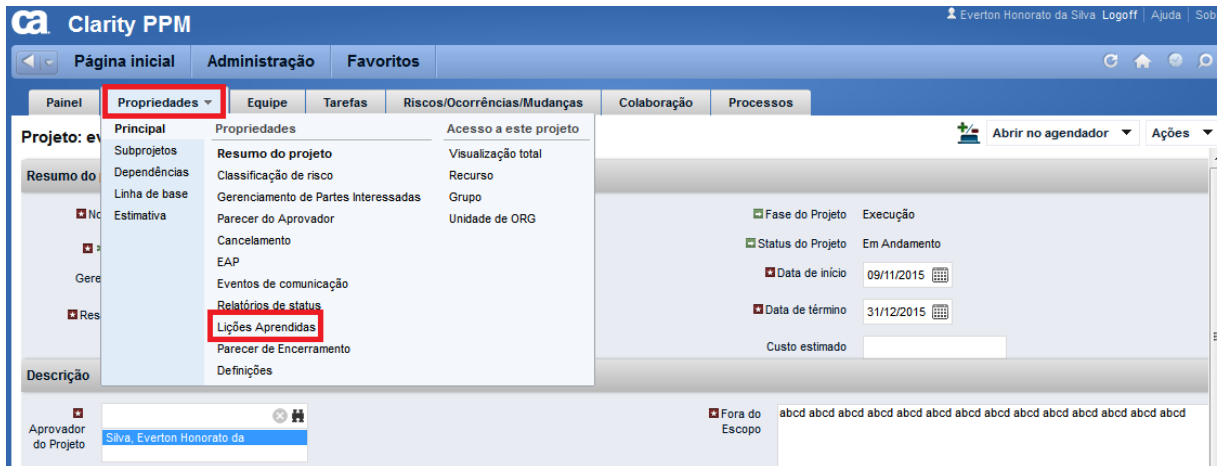 ca Clarity PPM
Everton Honorato da Silva Logoff | Ajuda | Sob
Página inicial Administração Favoritos
Painel Propriedades Equipe Tarefas Riscos/Ocorrências/Mudanças Colaboração Processos
Projeto: ev
Abrir no agendador Ações
Principal
Subprojetos
Dependências
Linha de base
Estimativa
Propriedades
Resumo do projeto
Classificação de risco
Gerenciamento de Partes Interessadas
Parecer do Aprovador
Cancelamento
EAP
Eventos de comunicação
Relatórios de status
Lições Aprendidas
Parecer de Encerramento
Definições
Acesso a este projeto
Visualização total
Recurso
Grupo
Unidade de ORG
Resumo do
No
Gere
Res
Fase do Projeto Execução
Status do Projeto Em Andamento
Data de início 09/11/2015
Data de término 31/12/2015
Custo estimado
Descrição
Aprovador
do Projeto
Silva, Everton Honorato da
Fora do
Escopo
abcd abcd abcd abcd abcd abcd abcd abcd abcd abcd abcd abcd abcd abcd